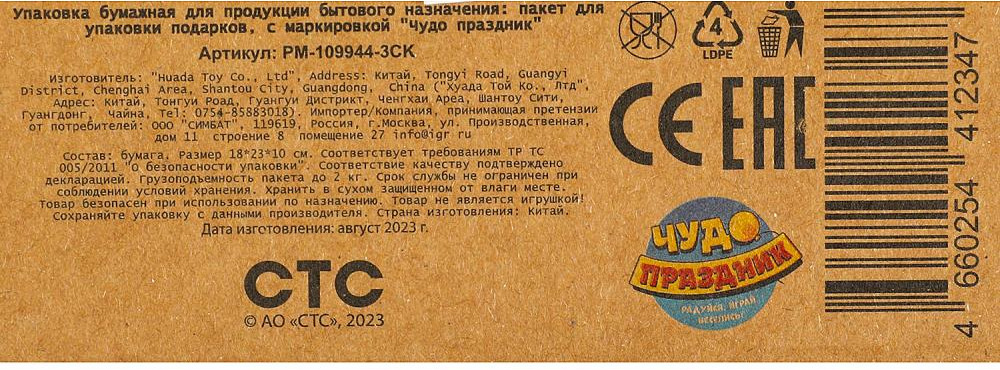 Упаковка бумажная для продукции бытового назначения: пакет для
упаковки подарков, с маркировкой "Чудо праздник"
Артикул: PM-109944-3CK
Изготовитель: "Huada Toy Co., Ltd", Address: Китай, Tongyi Road, Guangyi
District, Chenghai Area, Shantou City, Guangdong, China ("Хуада Той Ко., Лтд",
Адрес: Китай, Тонгуи Роад, Гуангуи Дистрикт, Ченгхаи Ареа, Шантоу Сити,
Гуангдонг, Чайна, Tel: 0754-85883018). Импортер/Компания, принимающая претензии
от потребителей: ООО "СИМБАТ", 119619, Россия, г.Москва, ул. Производственная,
дом 11 строение 8 помещение 27 info@igr ru
Состав: бумага. Размер 18*23*10 см. Соответствует требованиям ТР ТС
005/2011 "О безопасности упаковки". Соответствие качеству подтверждено
декларацией. Грузоподъемность пакета до 2 кг. Срок службы не ограничен при
соблюдении условий хранения. Хранить в сухом защищенном от влаги месте.
Товар безопасен при использовании по назначению. Товар не является игрушкой!
Сохраняйте упаковку с данными производителя. Страна изготовления: Китай.
Дата изготовления: август 2023 г.
СТС
© АО «СТС», 2023
4
LDPE
CE EAC
ЧУДО
ПРАЗДНИК
РАДУЙСЯ, ИГРАЙ
ВЕСЕЛИСЬ!
4 660254 412347